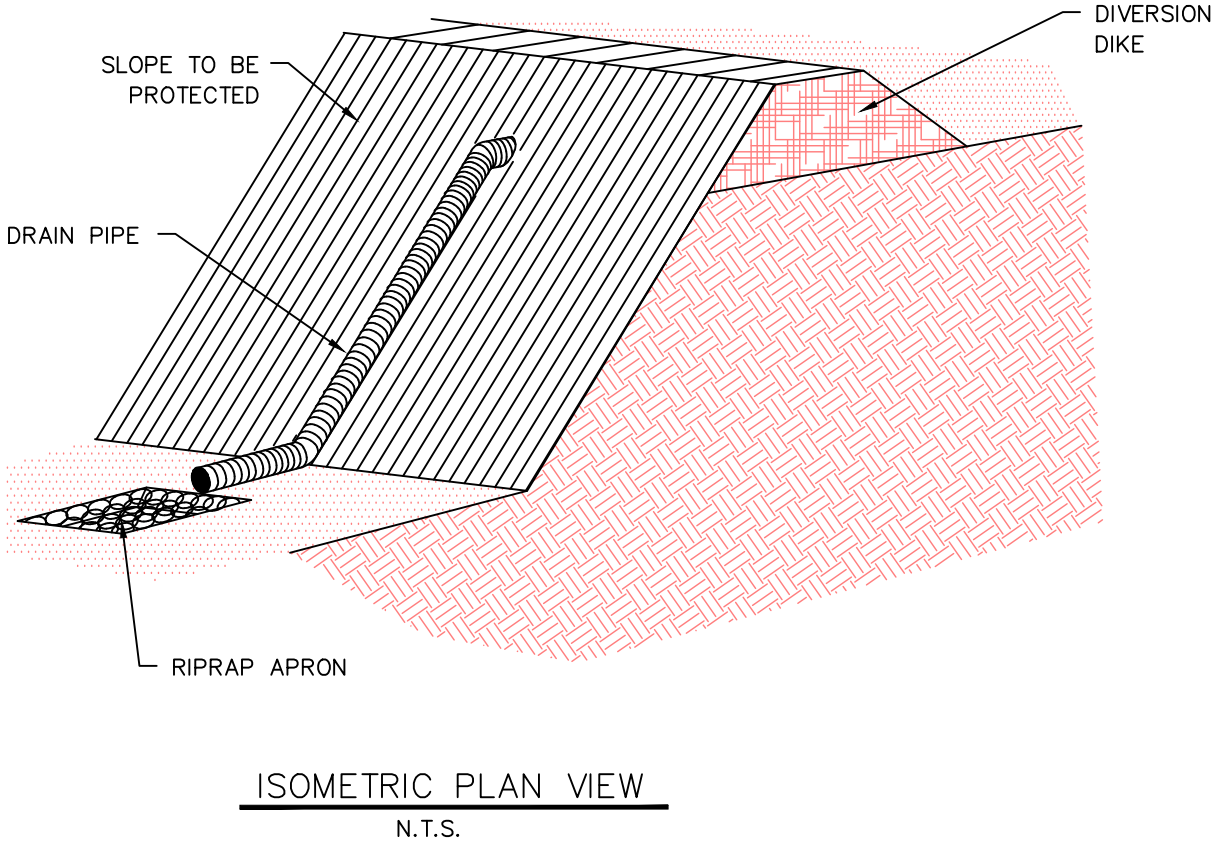 DIVERSION
DIKE
SLOPE TO BE
PROTECTED
DRAIN PIPE
RIPRAP APRON
ISOMETRIC PLAN VIEW
N.T.S.